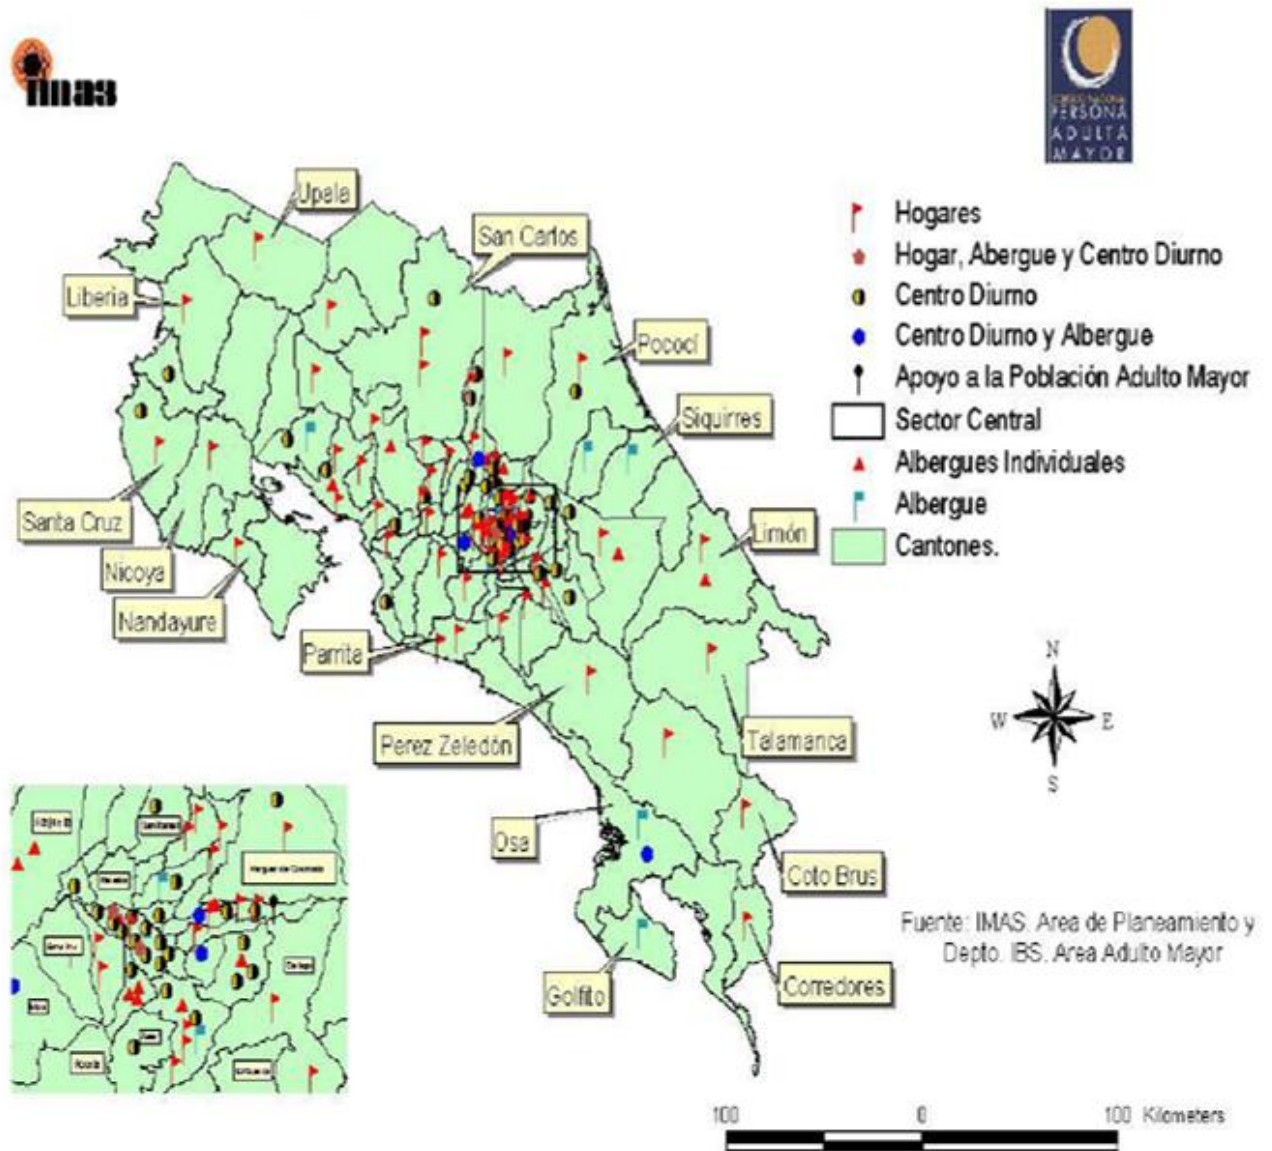 imas
PERSONA
ADULTA
MAYOR
Upala
San Carlos
Liberia
Pococí
Siquirres
Santa Cruz
Limón
Nicoya
Nandayure
Parrita
Perez Zeledón
Talamanca
Osa
Coto Brus
Golfito
Corredores
Hogares
Hogar, Abergue y Centro Diurno
Centro Diurno
Centro Diurno y Albergue
Apoyo a la Población Adulto Mayor
Sector Central
Albergues Individuales
Albergue
Cantones.
N
W E
S
Fuente: IMAS. Area de Planeamiento y
Depto. IBS. Area Adulto Mayor
100 0 100 Kilometers